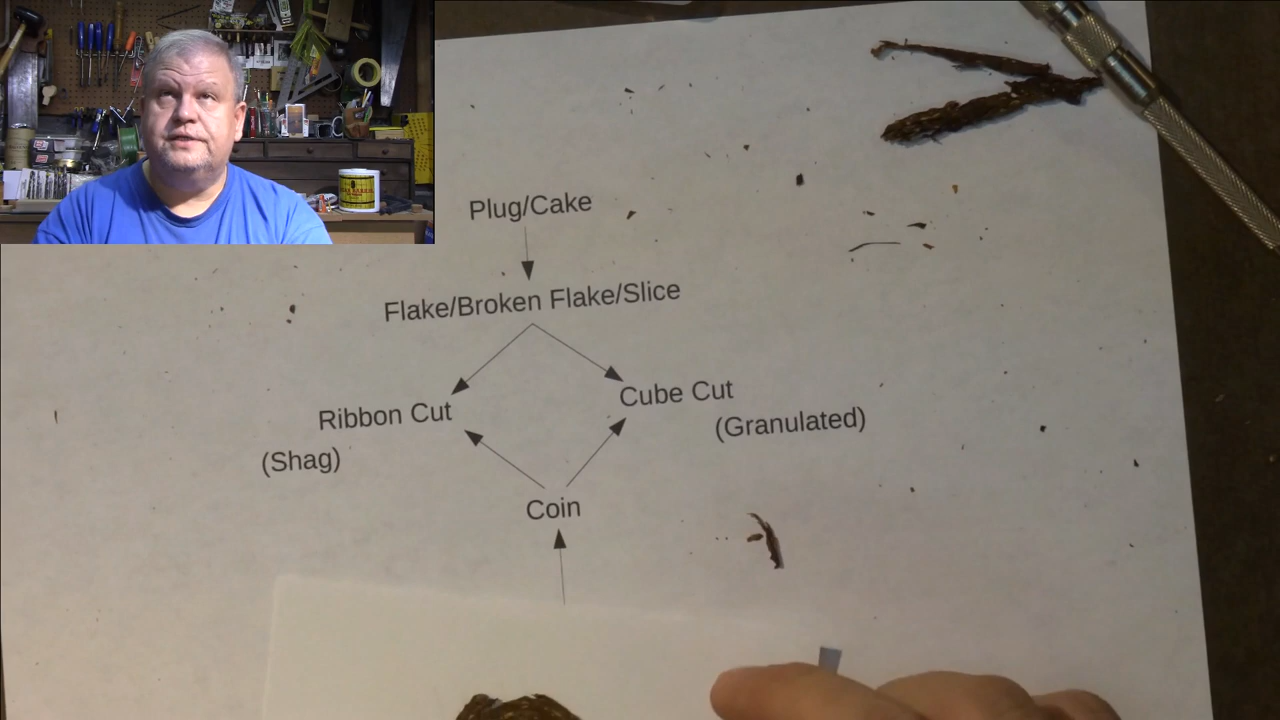 Plug/Cake
Flake/Broken Flake/Slice
Ribbon Cut
Cube Cut
(Shag)
(Granulated)
Coin